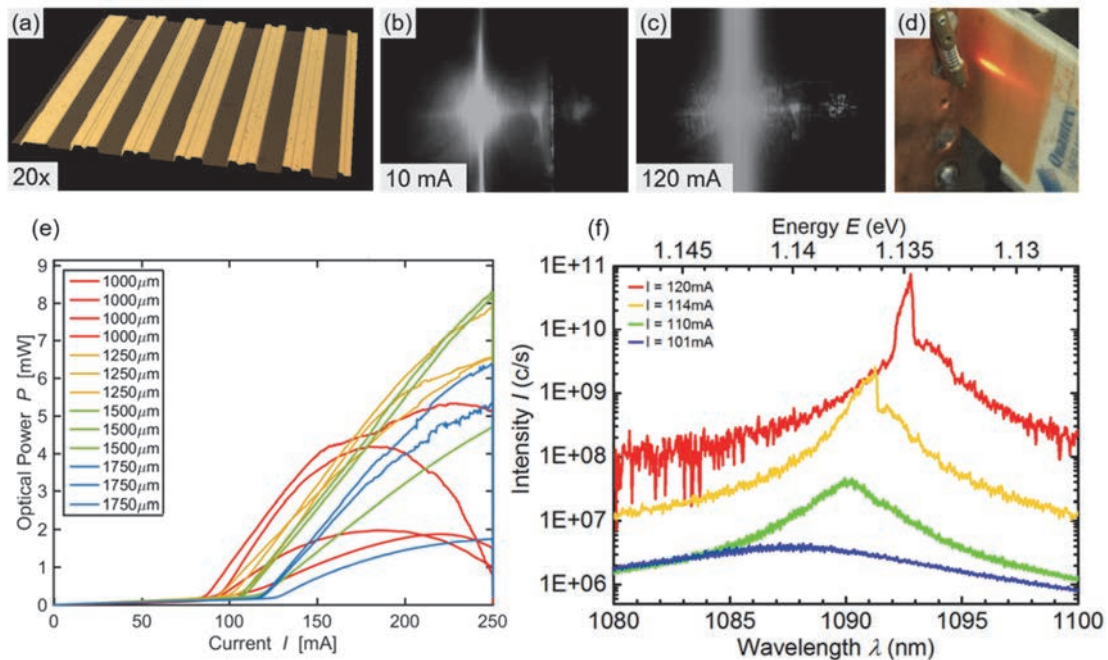 (a)
20x
(b)
10 mA
(c)
120 mA
(d)
Quantex
(e)
Optical Power P [mW]
9
8
7
6
5
4
3
2
1
0
1000μm
1000μm
1000μm
1000μm
1250μm
1250μm
1250μm
1500μm
1500μm
1500μm
1750μm
1750μm
1750μm
0 50 100 150 200 250
Current I [mA]
(f)
Energy E (eV)
1.145 1.14 1.135 1.13
Intensity I (c/s)
1E+11
1E+10
1E+09
1E+08
1E+07
1E+06
I = 120mA
I = 114mA
I = 110mA
I = 101mA
1080 1085 1090 1095 1100
Wavelength λ (nm)